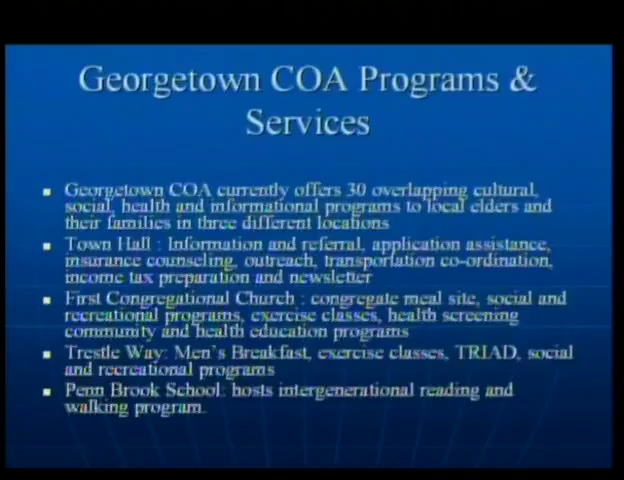 Georgetown COA Programs &
Services
Georgetown COA currently offers 30 overlapping cultural,
social, health and informational programs to local elders and
their families in three different locations
Town Hall : Information and referral, application assistance,
insurance counseling, outreach, transportation co-ordination,
income tax preparation and newsletter
First Congregational Church : congregate meal site, social and
recreational programs, exercise classes, health screening
community and health education programs
Trestle Way: Men's Breakfast, exercise classes, TRIAD, social
and recreational programs
Penn Brook School: hosts intergenerational reading and
walking program.